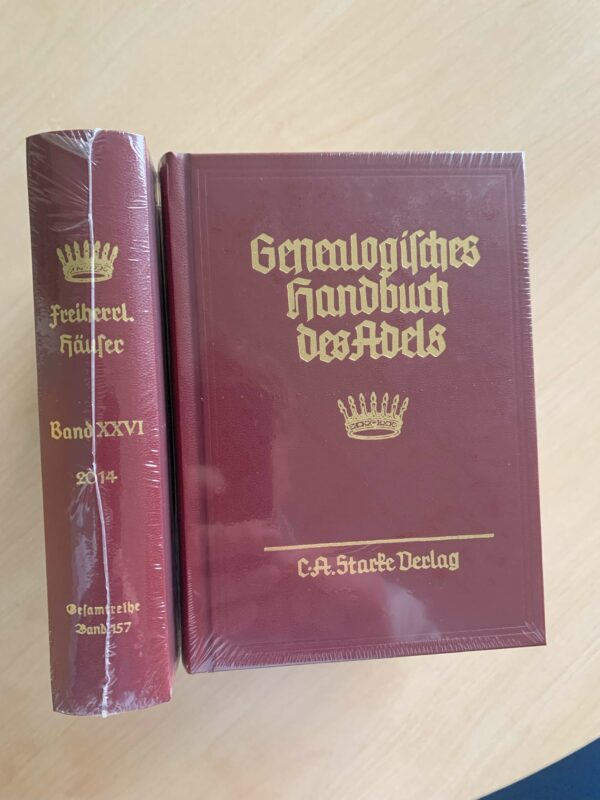 Freiherrl.
Häuser
Band XXVI
2014
Gesamtreihe
Band 157
Genealogisches
Handbuch
des Adels
C.A. Starke Verlag